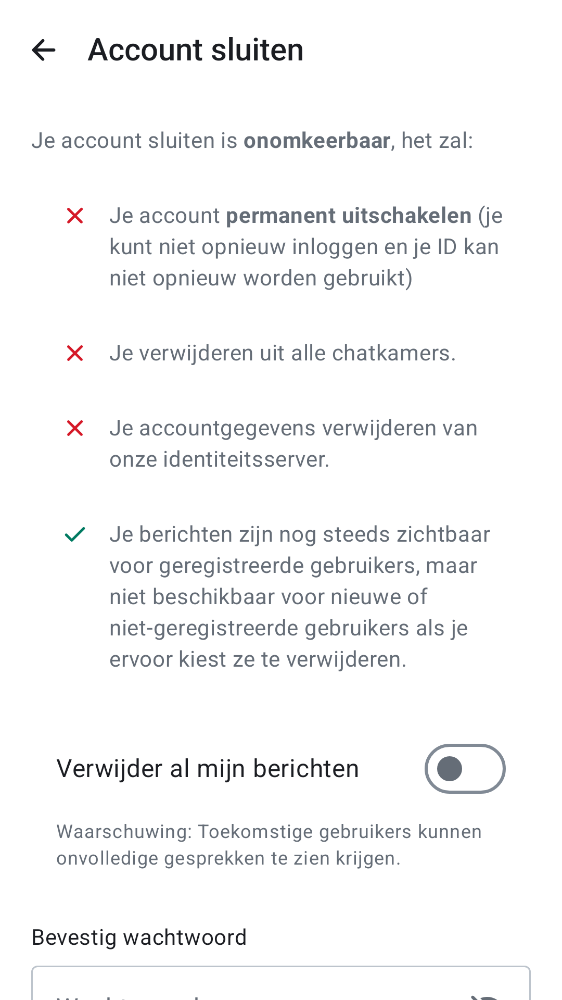 Account sluiten
Je account sluiten is onomkeerbaar, het zal:
Je account permanent uitschakelen (je
kunt niet opnieuw inloggen en je ID kan
niet opnieuw worden gebruikt)
Je verwijderen uit alle chatkamers.
Je accountgegevens verwijderen van
onze identiteitsserver.
Je berichten zijn nog steeds zichtbaar
voor geregistreerde gebruikers, maar
niet beschikbaar voor nieuwe of
niet-geregistreerde gebruikers als je
ervoor kiest ze te verwijderen.
Verwijder al mijn berichten
Waarschuwing: Toekomstige gebruikers kunnen
onvolledige gesprekken te zien krijgen.
Bevestig wachtwoord